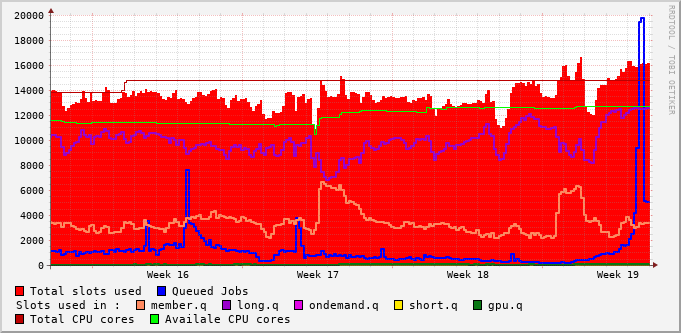 20000
18000
16000
14000
12000
10000
8000
6000
4000
2000
0
Week 16 Week 17 Week 18 Week 19
RRDTOOL / TOBI OETIKER
Total slots used Queued Jobs
Slots used in : member.q long.q ondemand.q short.q gpu.q
Total CPU cores Availale CPU cores